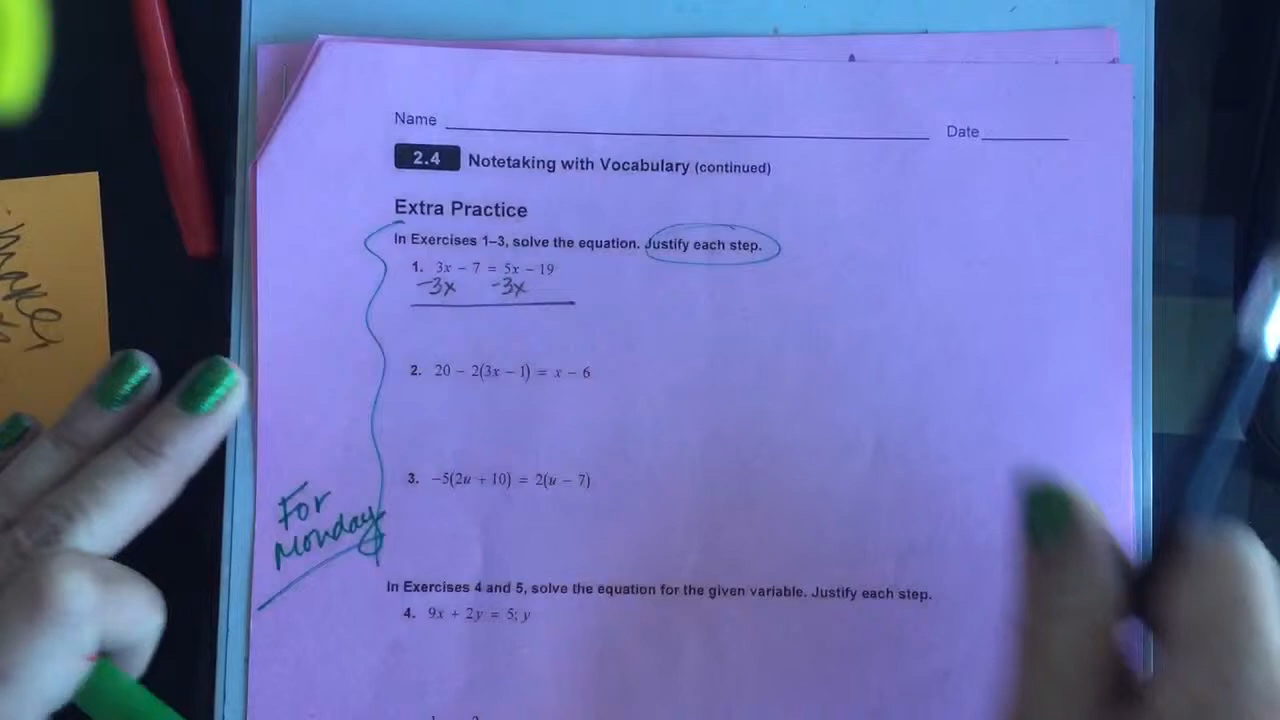 Name Date
2.4 Notetaking with Vocabulary (continued)
Extra Practice
In Exercises 1–3, solve the equation. Justify each step.
1. 3x − 7 = 5x − 19
-3x -3x
2. 20 − 2(3x − 1) = x − 6
3. −5(2u + 10) = 2(u − 7)
For
Monday
In Exercises 4 and 5, solve the equation for the given variable. Justify each step.
4. 9x + 2y = 5; y